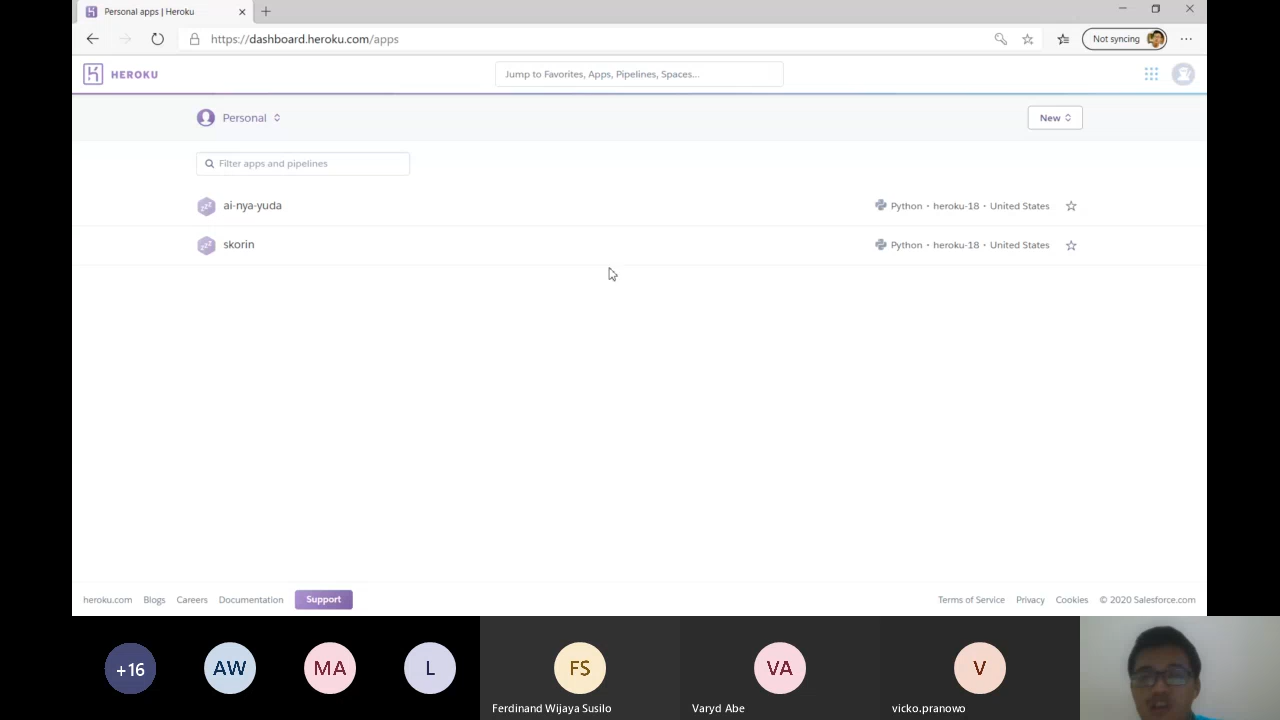 Personal apps | Heroku
https://dashboard.heroku.com/apps
Not syncing
HEROKU
Jump to Favorites, Apps, Pipelines, Spaces...
Personal
New
Filter apps and pipelines
ai-nya-yuda
Python · heroku-18 · United States
skorin
Python · heroku-18 · United States
heroku.com Blogs Careers Documentation Support
Terms of Service Privacy Cookies © 2020 Salesforce.com
+16 AW MA L FS VA V
Ferdinand Wijaya Susilo Varyd Abe vicko.pranowo